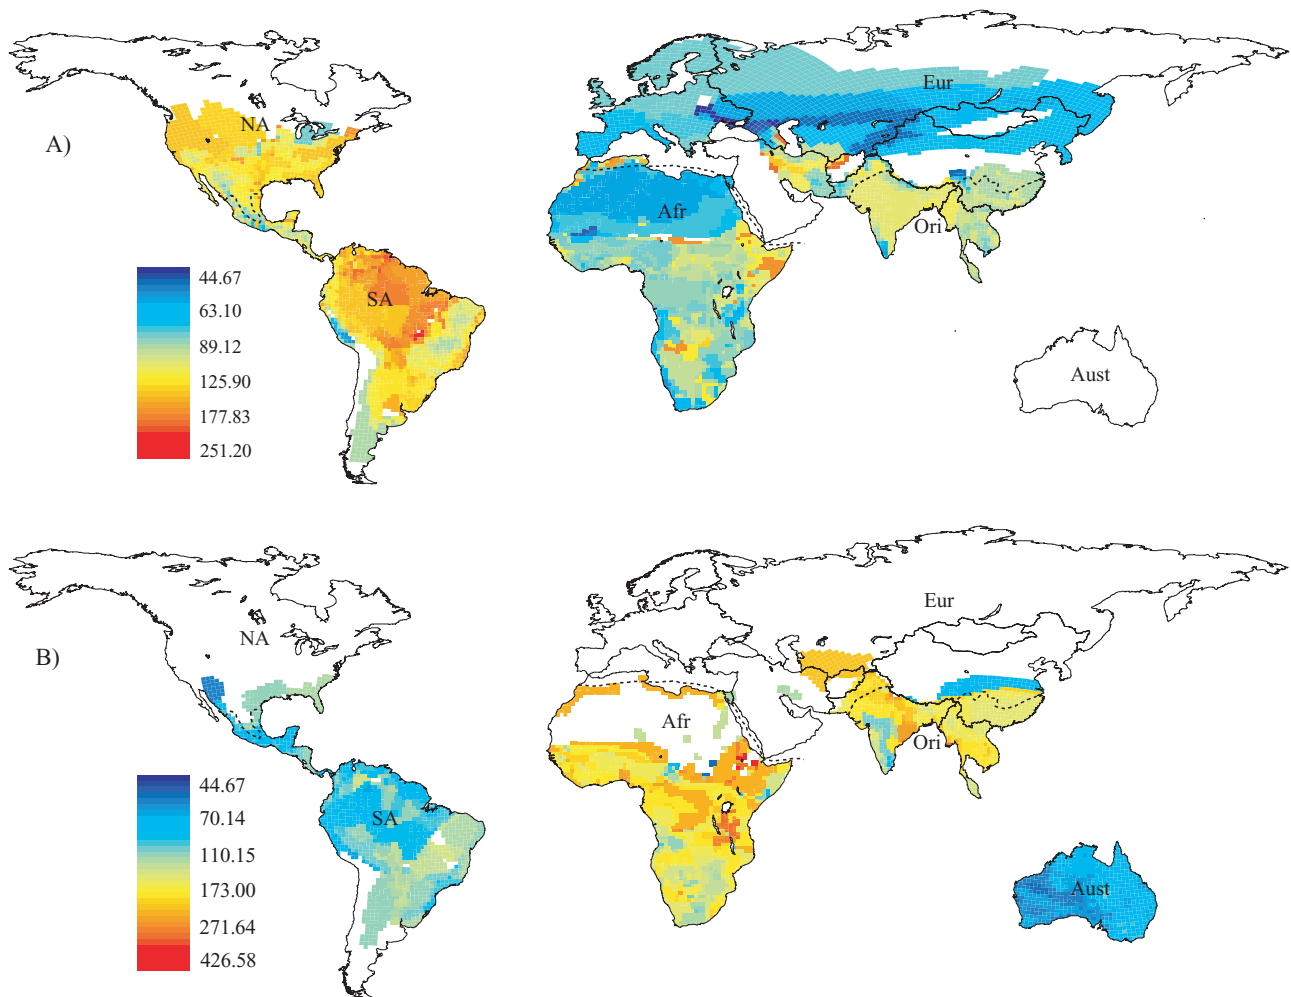 A)
NA
Eur
Afr
Ori
SA
Aust
44.67
63.10
89.12
125.90
177.83
251.20
B)
NA
Eur
Afr
Ori
SA
Aust
44.67
70.14
110.15
173.00
271.64
426.58